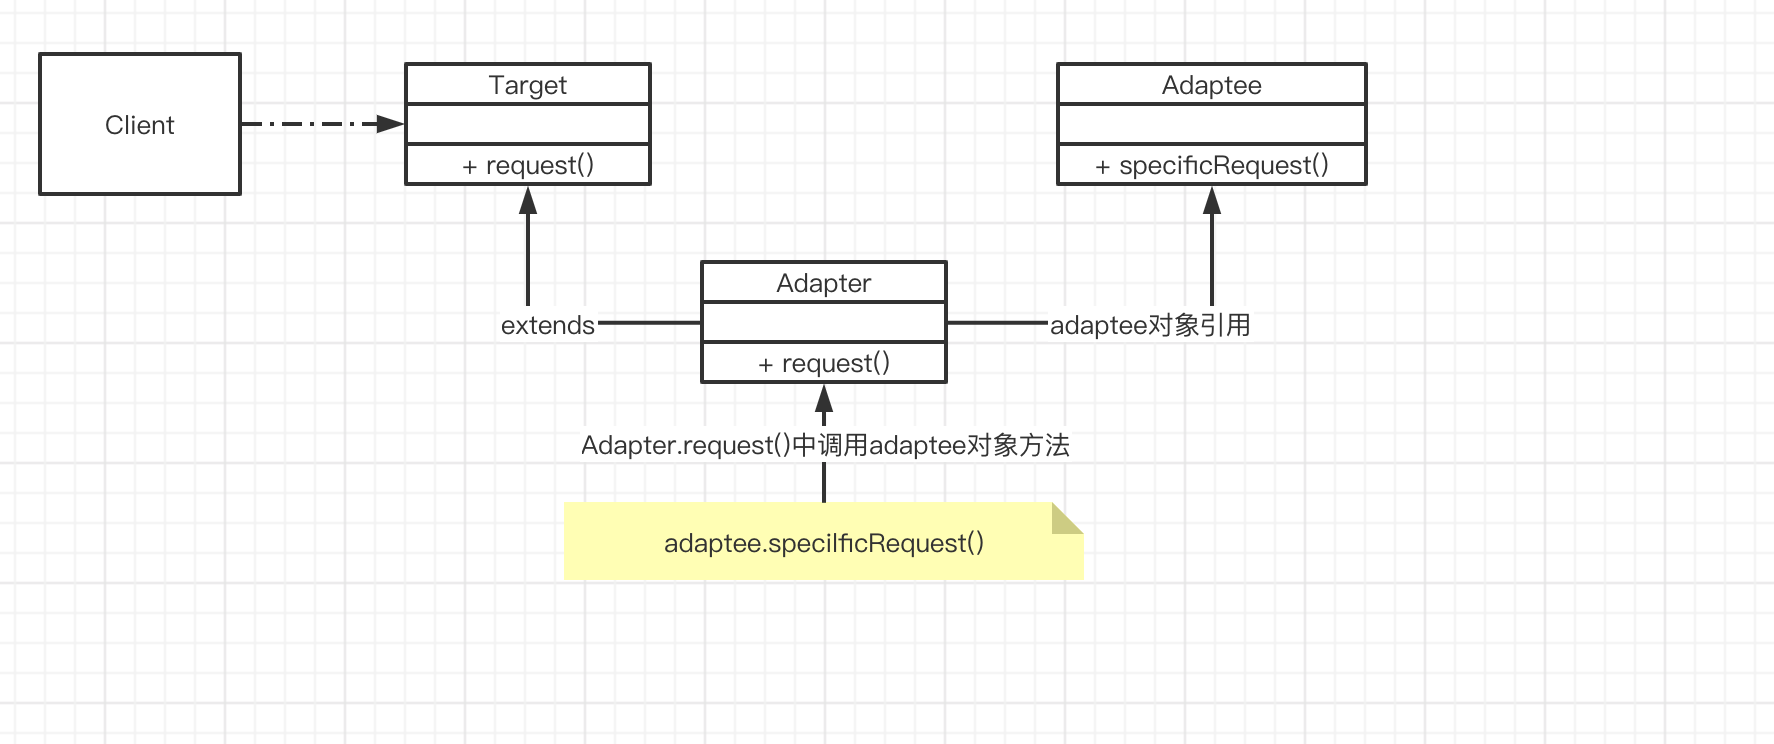 Client
Target
+ request()
Adaptee
+ specificRequest()
Adapter
+ request()
extends
adaptee对象引用
Adapter.request()中调用adaptee对象方法
adaptee.specilficRequest()